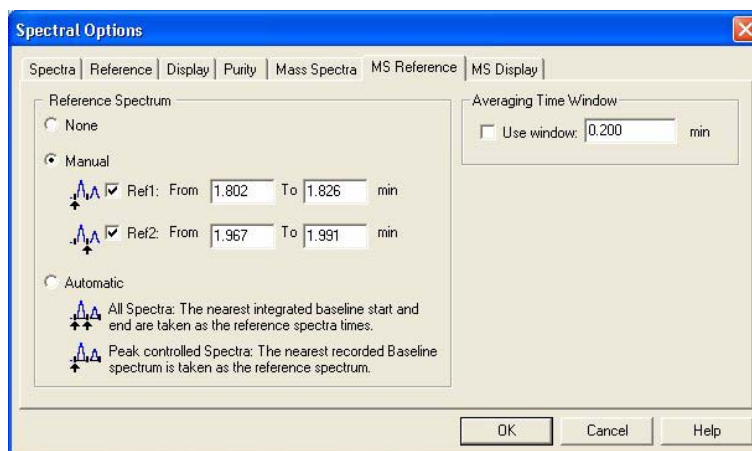 Spectral Options
Spectra Reference Display Purity Mass Spectra MS Reference MS Display
Reference Spectrum
None
Manual
Ref1: From 1.802 To 1.826 min
Ref2: From 1.967 To 1.991 min
Automatic
All Spectra: The nearest integrated baseline start and
end are taken as the reference spectra times.
Peak controlled Spectra: The nearest recorded Baseline
spectrum is taken as the reference spectrum.
Averaging Time Window
Use window: 0.200 min
OK Cancel Help